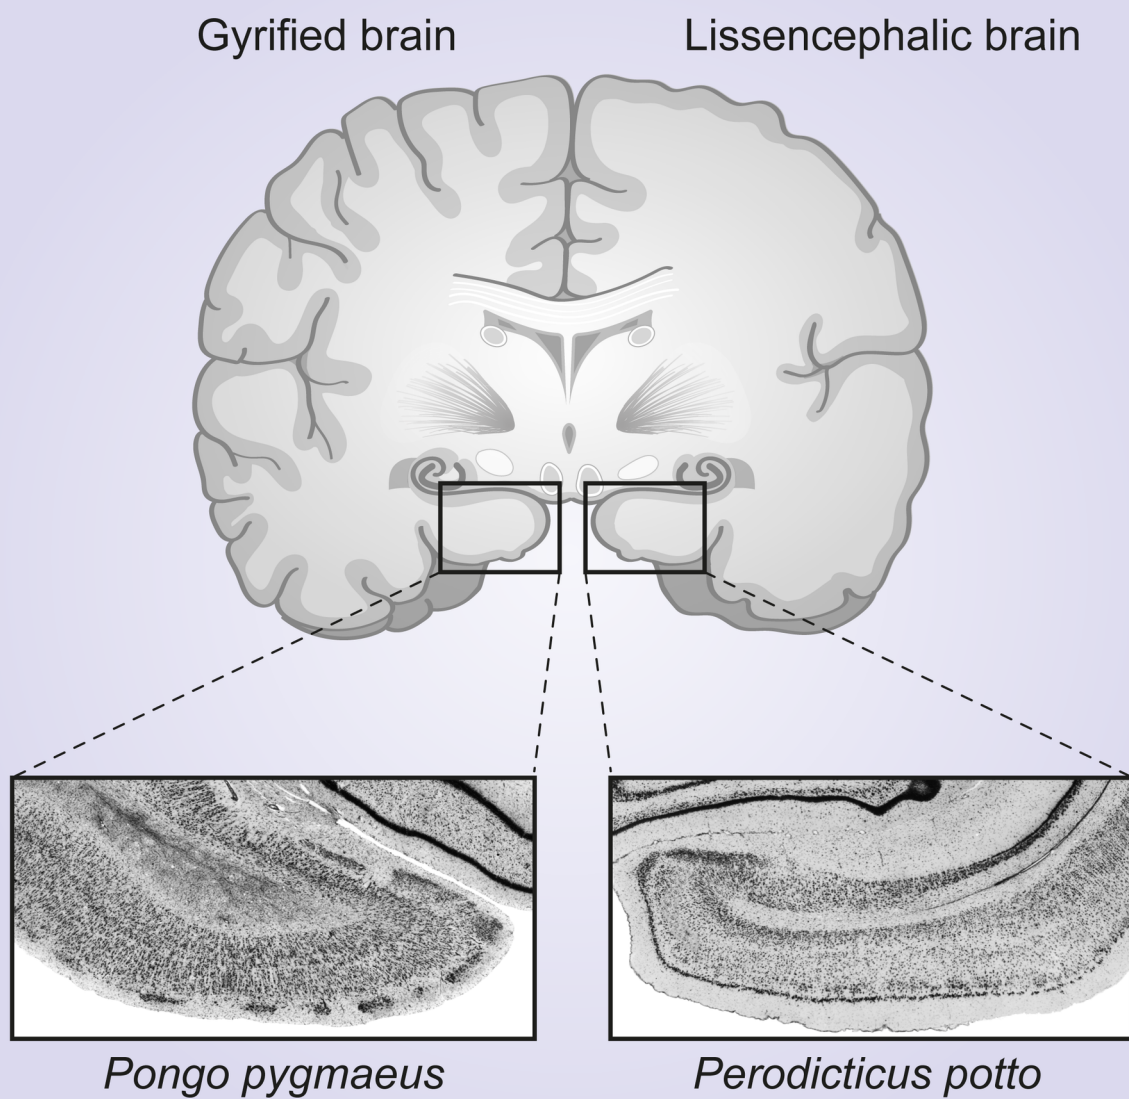 Gyrified brain
Lissencephalic brain
Pongo pygmaeus
Perodicticus potto